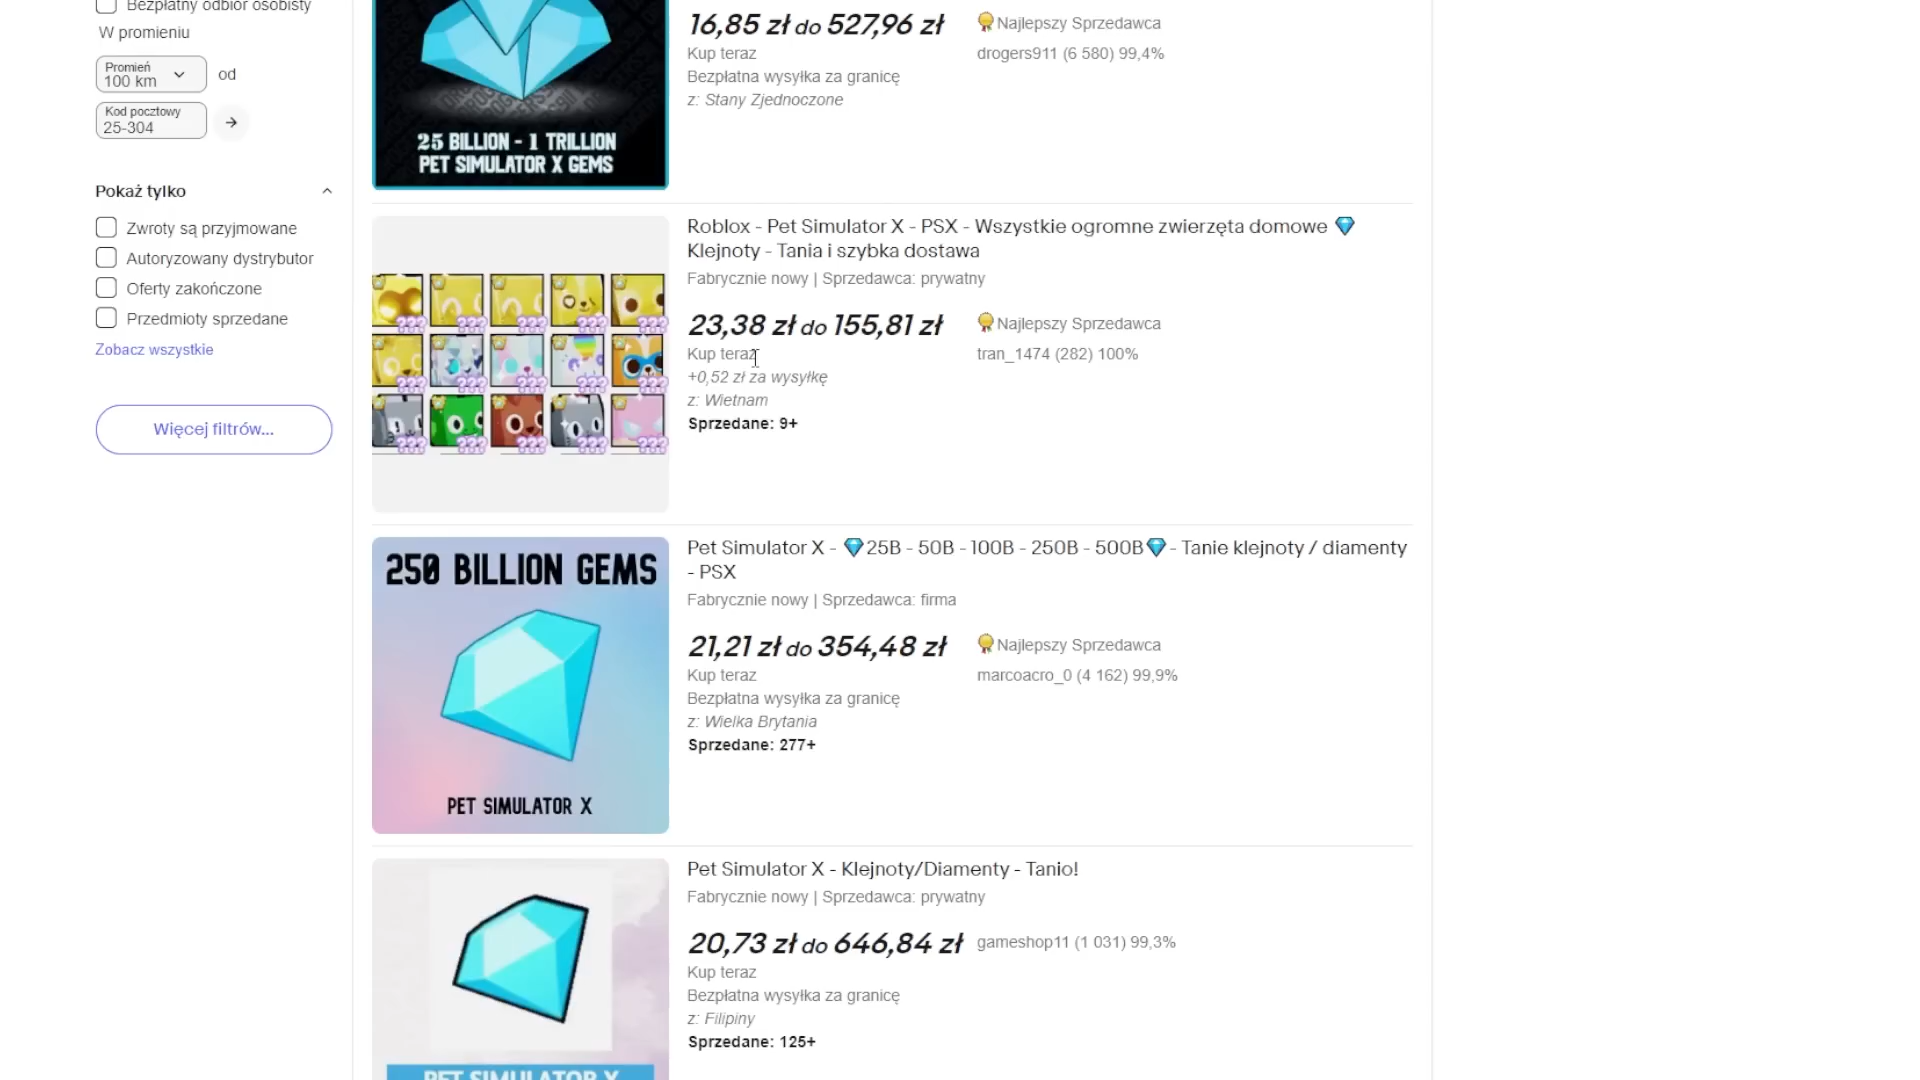 Bezpłatny odbiór osobisty
W promieniu
Promień
100 km
od
Kod pocztowy
25-304
Pokaż tylko
Zwroty są przyjmowane
Autoryzowany dystrybutor
Oferty zakończone
Przedmioty sprzedane
Zobacz wszystkie
Więcej filtrów...
25 BILLION - 1 TRILLION
PET SIMULATOR X GEMS
16,85 zł do 527,96 zł
Kup teraz
Bezpłatna wysyłka za granicę
z: Stany Zjednoczone
Najlepszy Sprzedawca
drogers911 (6 580) 99,4%
Roblox - Pet Simulator X - PSX - Wszystkie ogromne zwierzęta domowe 💎
Klejnoty - Tania i szybka dostawa
Fabrycznie nowy | Sprzedawca: prywatny
??? ??? ??? ??? ???
??? ??? ??? ??? ???
??? ??? ??? ??? ???
23,38 zł do 155,81 zł
Kup teraz
+0,52 zł za wysyłkę
z: Wietnam
Sprzedane: 9+
Najlepszy Sprzedawca
tran_1474 (282) 100%
250 BILLION GEMS
PET SIMULATOR X
Pet Simulator X - 💎25B - 50B - 100B - 250B - 500B💎 - Tanie klejnoty / diamenty
- PSX
Fabrycznie nowy | Sprzedawca: firma
21,21 zł do 354,48 zł
Kup teraz
Bezpłatna wysyłka za granicę
z: Wielka Brytania
Sprzedane: 277+
Najlepszy Sprzedawca
marcoacro_0 (4 162) 99,9%
PET SIMULATOR X
Pet Simulator X - Klejnoty/Diamenty - Tanio!
Fabrycznie nowy | Sprzedawca: prywatny
20,73 zł do 646,84 zł
Kup teraz
Bezpłatna wysyłka za granicę
z: Filipiny
Sprzedane: 125+
gameshop11 (1 031) 99,3%